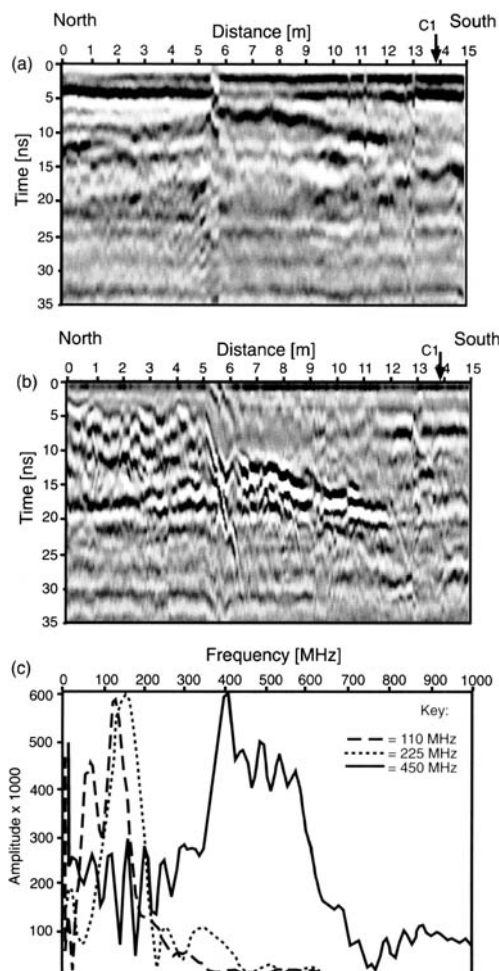 North
C1
South
Distance [m]
0 1 2 3 4 5 6 7 8 9 10 11 12 13 14 15
(a)
0
5
10
15
20
25
30
35
Time [ns]
North
C1
South
Distance [m]
0 1 2 3 4 5 6 7 8 9 10 11 12 13 14 15
(b)
0
5
10
15
20
25
30
35
Time [ns]
(c)
Frequency [MHz]
0 100 200 300 400 500 600 700 800 900 1000
600
500
400
300
200
100
Amplitude x 1000
Key:
= 110 MHz
= 225 MHz
= 450 MHz